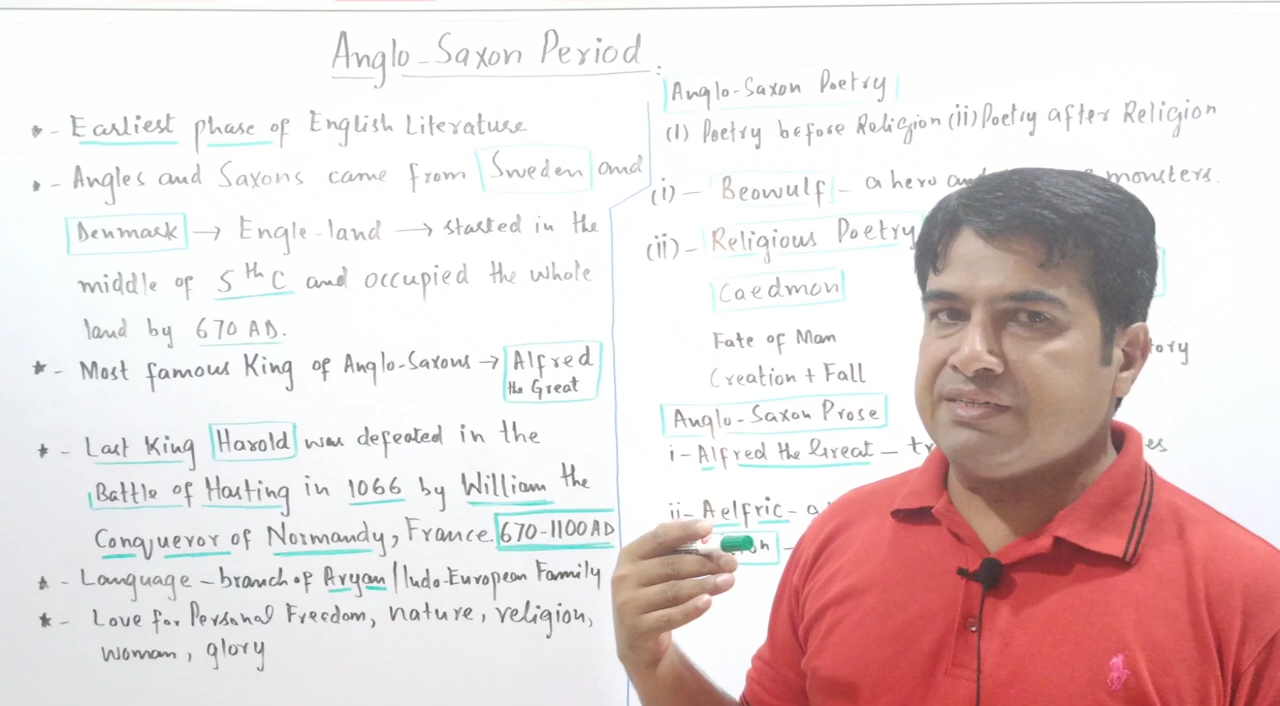 Anglo-Saxon Period
- Earliest phase of English Literature
- Angles and Saxons came from Sweden and
Denmark → Engle-land → started in the
middle of 5th C and occupied the whole
land by 670 AD.
- Most famous King of Anglo-Saxons → Alfred
the Great
- Last King Harold was defeated in the
Battle of Hasting in 1066 by William the
Conqueror of Normandy, France. 670-1100AD
- Language - branch of Aryan/Indo-European Family
- Love for Personal Freedom, nature, religion,
woman, glory
Anglo-Saxon Poetry
(i) Poetry before Religion (ii) Poetry after Religion
(i) - Beowulf - a hero monsters.
(ii) - Religious Poetry
Caedmon
Fate of Man
Creation + Fall
Anglo-Saxon Prose
i- Alfred the Great -
ii- Aelfric -